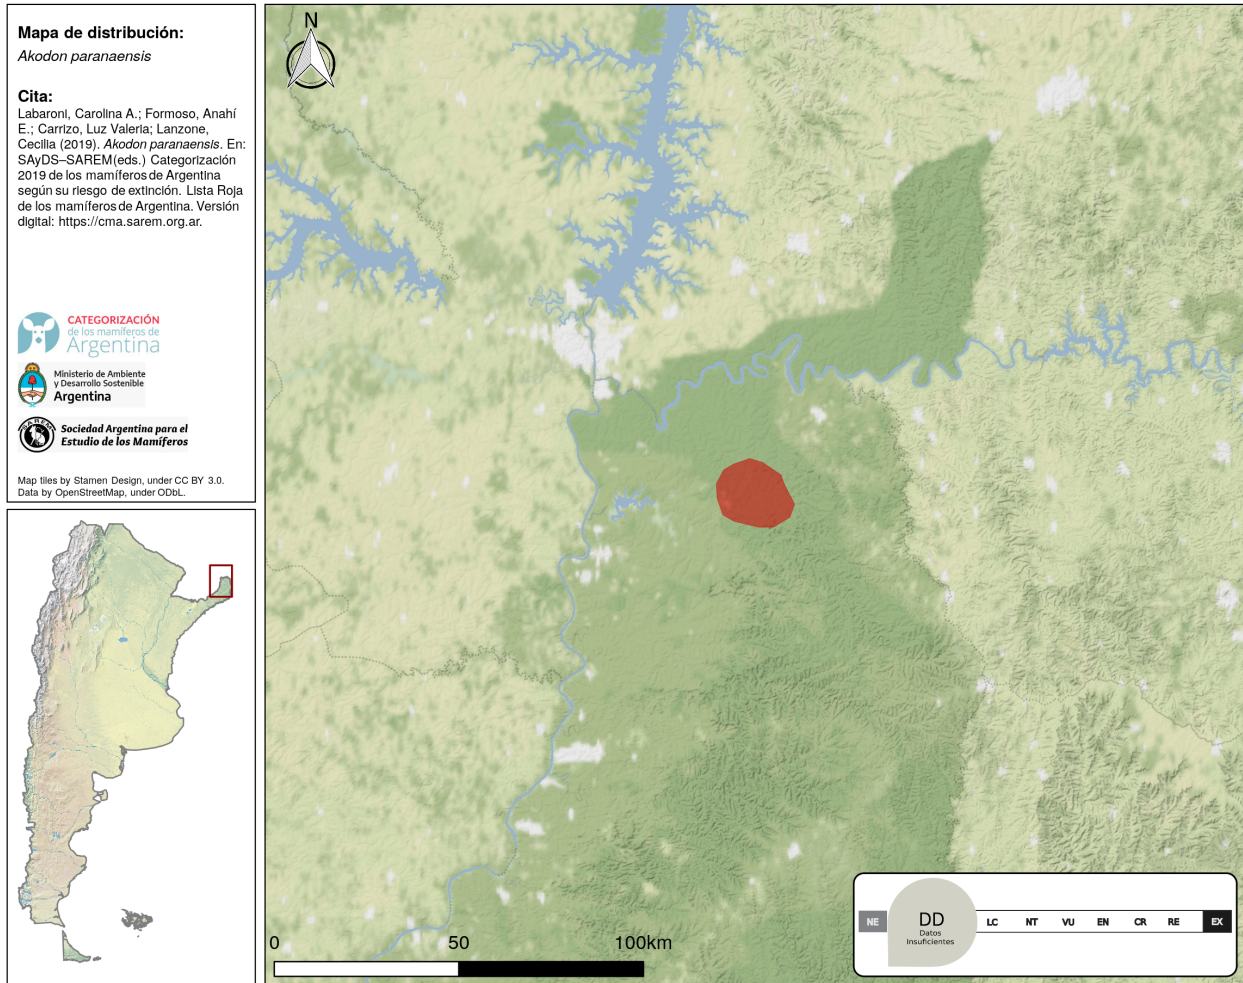 Mapa de distribución:
Akodon paranaensis
Cita:
Labaroni, Carolina A.; Formoso, Anahí
E.; Carrizo, Luz Valeria; Lanzone,
Cecilia (2019). Akodon paranaensis. En:
SAyDS–SAREM(eds.) Categorización
2019 de los mamíferos de Argentina
según su riesgo de extinción. Lista Roja
de los mamíferos de Argentina. Versión
digital: https://cma.sarem.org.ar.
CATEGORIZACIÓN
de los mamíferos de
Argentina
Ministerio de Ambiente
y Desarrollo Sostenible
Argentina
SAREM
Sociedad Argentina para el
Estudio de los Mamíferos
Map tiles by Stamen Design, under CC BY 3.0.
Data by OpenStreetMap, under ODbL.
N
0 50 100km
NE DD LC NT VU EN CR RE EX
Datos
Insuficientes